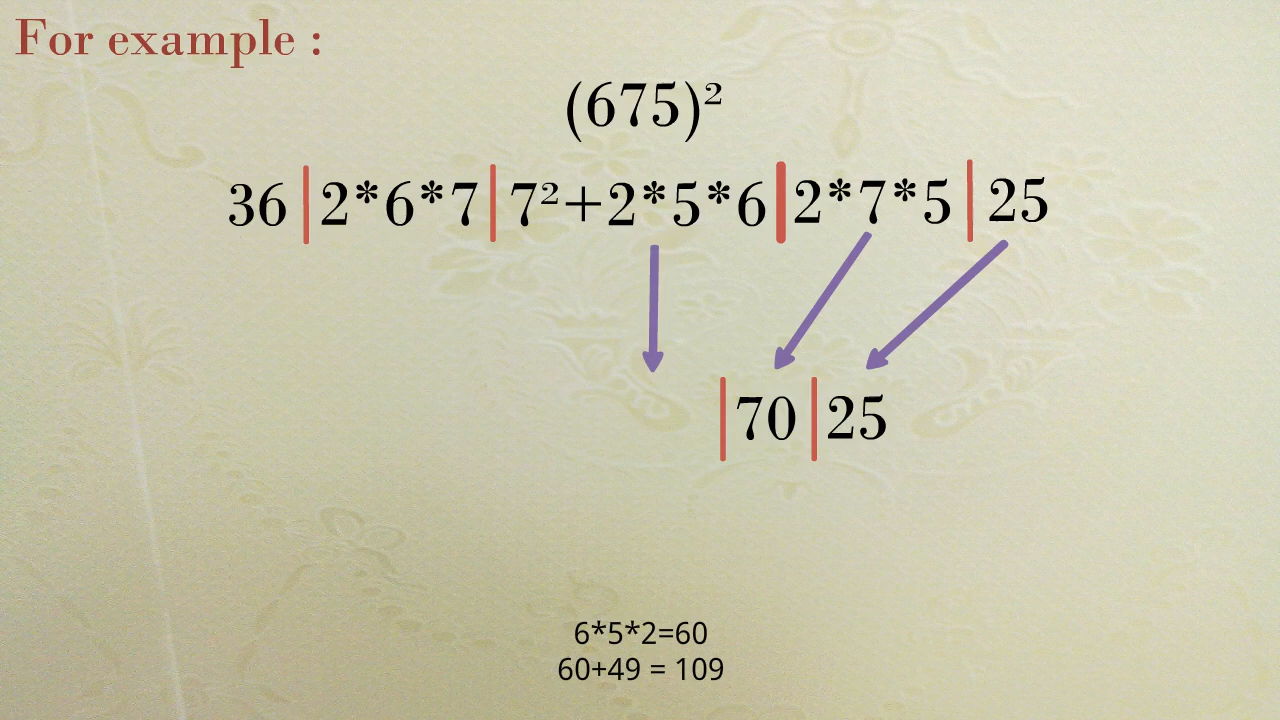 For example :
(675)²
36|2*6*7|7²+2*5*6|2*7*5|25
|70|25
6*5*2=60
60+49 = 109